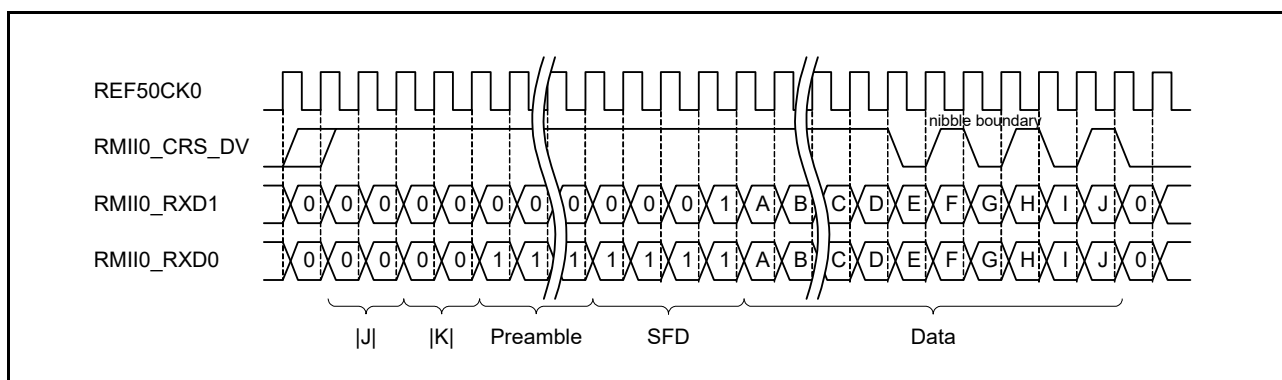 REF50CK0
nibble boundary
RMII0_CRS_DV
RMII0_RXD1 0 0 0 0 0 0 0 0 0 0 0 1 A B C D E F G H I J 0
RMII0_RXD0 0 0 0 0 0 1 1 1 1 1 1 1 A B C D E F G H I J 0
|J| |K| Preamble SFD Data